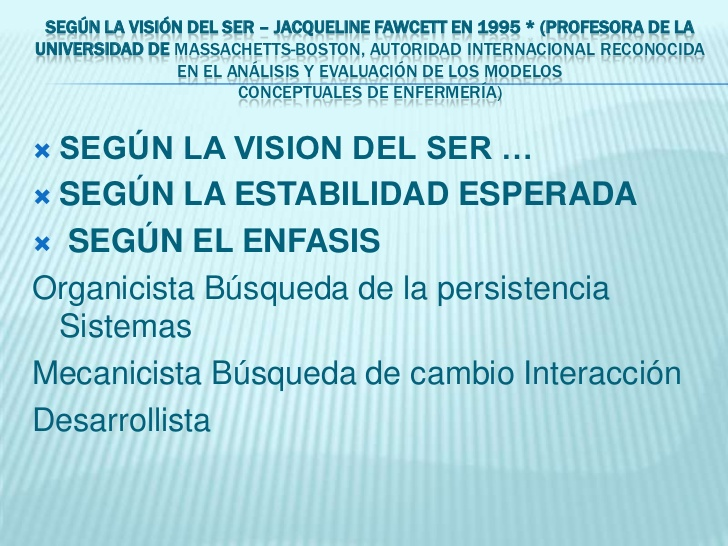 SEGÚN LA VISIÓN DEL SER – JACQUELINE FAWCETT EN 1995 * (PROFESORA DE LA
UNIVERSIDAD DE MASSACHETTS-BOSTON, AUTORIDAD INTERNACIONAL RECONOCIDA
EN EL ANÁLISIS Y EVALUACIÓN DE LOS MODELOS
CONCEPTUALES DE ENFERMERIA)
SEGÚN LA VISION DEL SER …
SEGÚN LA ESTABILIDAD ESPERADA
SEGÚN EL ENFASIS
Organicista Búsqueda de la persistencia
Sistemas
Mecanicista Búsqueda de cambio Interacción
Desarrollista